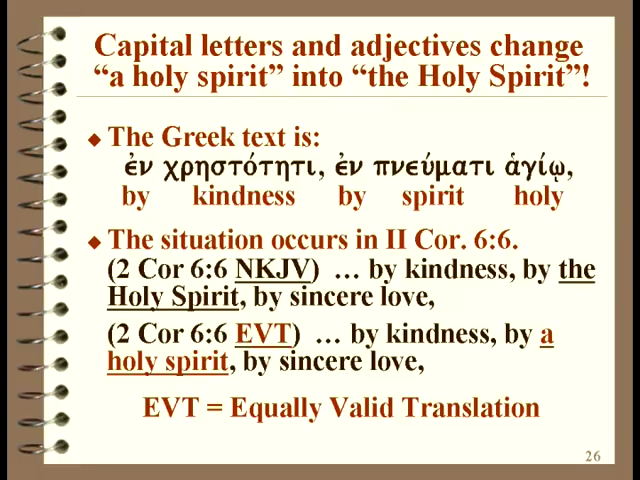 Capital letters and adjectives change
“a holy spirit” into “the Holy Spirit”!
◆ The Greek text is:
ἐν χρηστότητι, ἐν πνεύματι ἁγίῳ,
by kindness by spirit holy
◆ The situation occurs in II Cor. 6:6.
(2 Cor 6:6 NKJV) … by kindness, by the
Holy Spirit, by sincere love,
(2 Cor 6:6 EVT) … by kindness, by a
holy spirit, by sincere love,
EVT = Equally Valid Translation
26